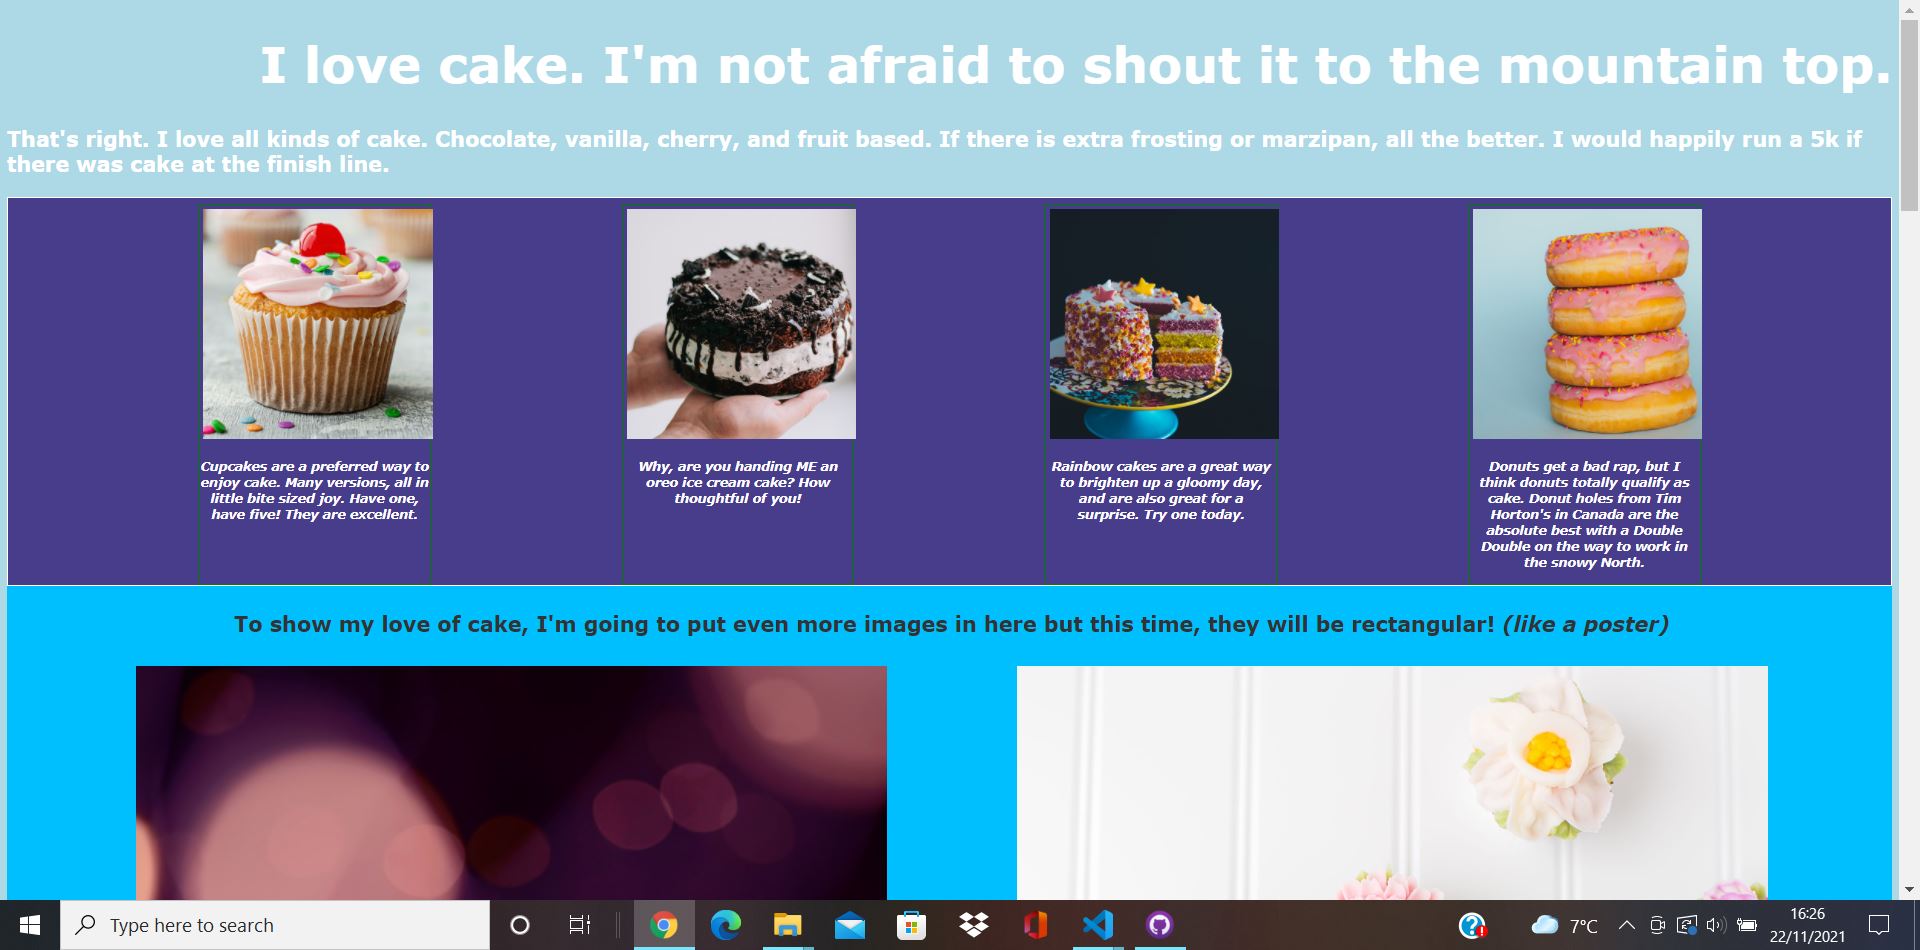 I love cake. I'm not afraid to shout it to the mountain top.
That's right. I love all kinds of cake. Chocolate, vanilla, cherry, and fruit based. If there is extra frosting or marzipan, all the better. I would happily run a 5k if
there was cake at the finish line.
Cupcakes are a preferred way to
enjoy cake. Many versions, all in
little bite sized joy. Have one,
have five! They are excellent.
Why, are you handing ME an
oreo ice cream cake? How
thoughtful of you!
Rainbow cakes are a great way
to brighten up a gloomy day,
and are also great for a
surprise. Try one today.
Donuts get a bad rap, but I
think donuts totally qualify as
cake. Donut holes from Tim
Horton's in Canada are the
absolute best with a Double
Double on the way to work in
the snowy North.
To show my love of cake, I'm going to put even more images in here but this time, they will be rectangular! (like a poster)
Type here to search
7°C
16:26
22/11/2021